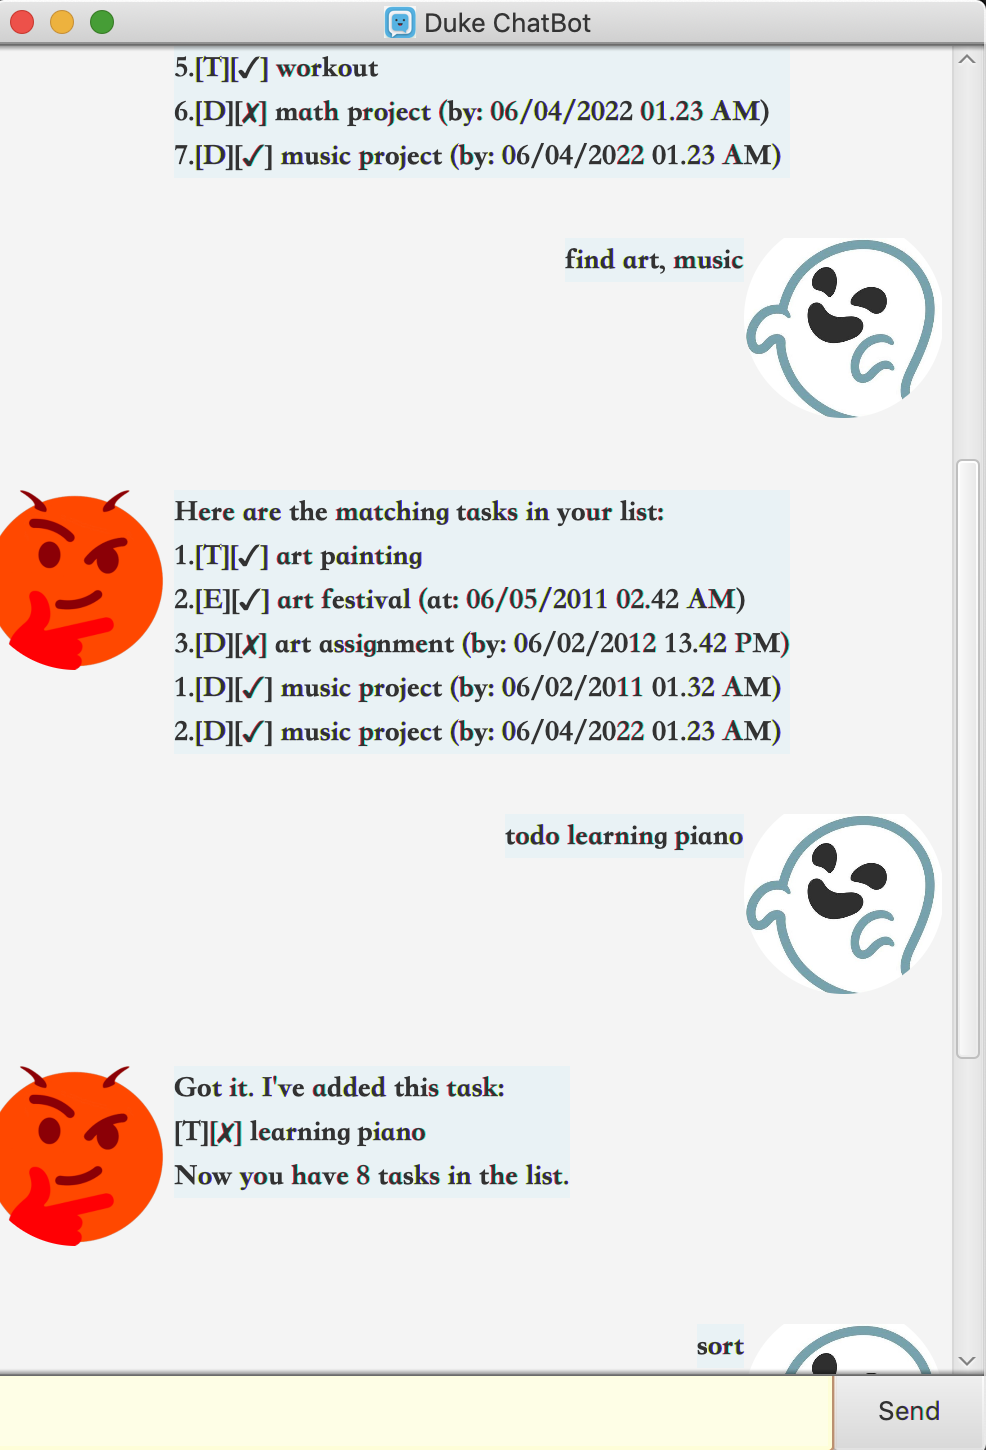 Duke ChatBot
5.[T][✓] workout
6.[D][✗] math project (by: 06/04/2022 01.23 AM)
7.[D][✓] music project (by: 06/04/2022 01.23 AM)
find art, music
Here are the matching tasks in your list:
1.[T][✓] art painting
2.[E][✓] art festival (at: 06/05/2011 02.42 AM)
3.[D][✗] art assignment (by: 06/02/2012 13.42 PM)
1.[D][✓] music project (by: 06/02/2011 01.32 AM)
2.[D][✓] music project (by: 06/04/2022 01.23 AM)
todo learning piano
Got it. I've added this task:
[T][✗] learning piano
Now you have 8 tasks in the list.
sort
Send